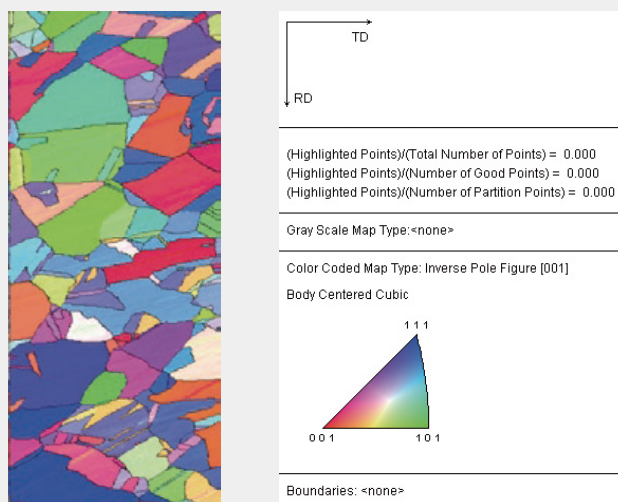 TD
RD
(Highlighted Points)/(Total Number of Points) = 0.000
(Highlighted Points)/(Number of Good Points) = 0.000
(Highlighted Points)/(Number of Partition Points) = 0.000
Gray Scale Map Type:<none>
Color Coded Map Type: Inverse Pole Figure [001]
Body Centered Cubic
1 1 1
0 0 1
1 0 1
Boundaries: <none>